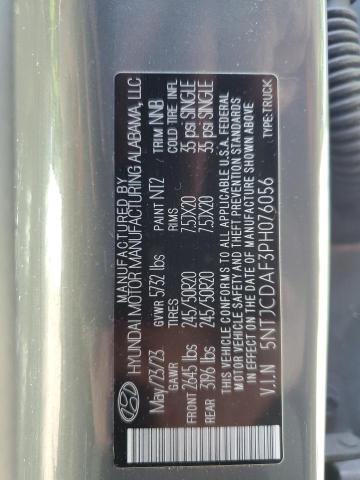 MANUFACTURED BY
HYUNDAI MOTOR MANUFACTURING ALABAMA, LLC
May/23/23 GVWR 5732 lbs PAINT NT2 TRIM NNB
GAWR TIRES RIMS COLD TIRE INFL
FRONT 2645 lbs 245/50R20 7.5JX20 35 psi SINGLE
REAR 3196 lbs 245/50R20 7.5JX20 35 psi SINGLE
THIS VEHICLE CONFORMS TO ALL APPLICABLE U.S.A. FEDERAL
MOTOR VEHICLE SAFETY AND THEFT PREVENTION STANDARDS
IN EFFECT ON THE DATE OF MANUFACTURE SHOWN ABOVE
V.I.N 5NTJCDAF3PH076056 TYPE:TRUCK